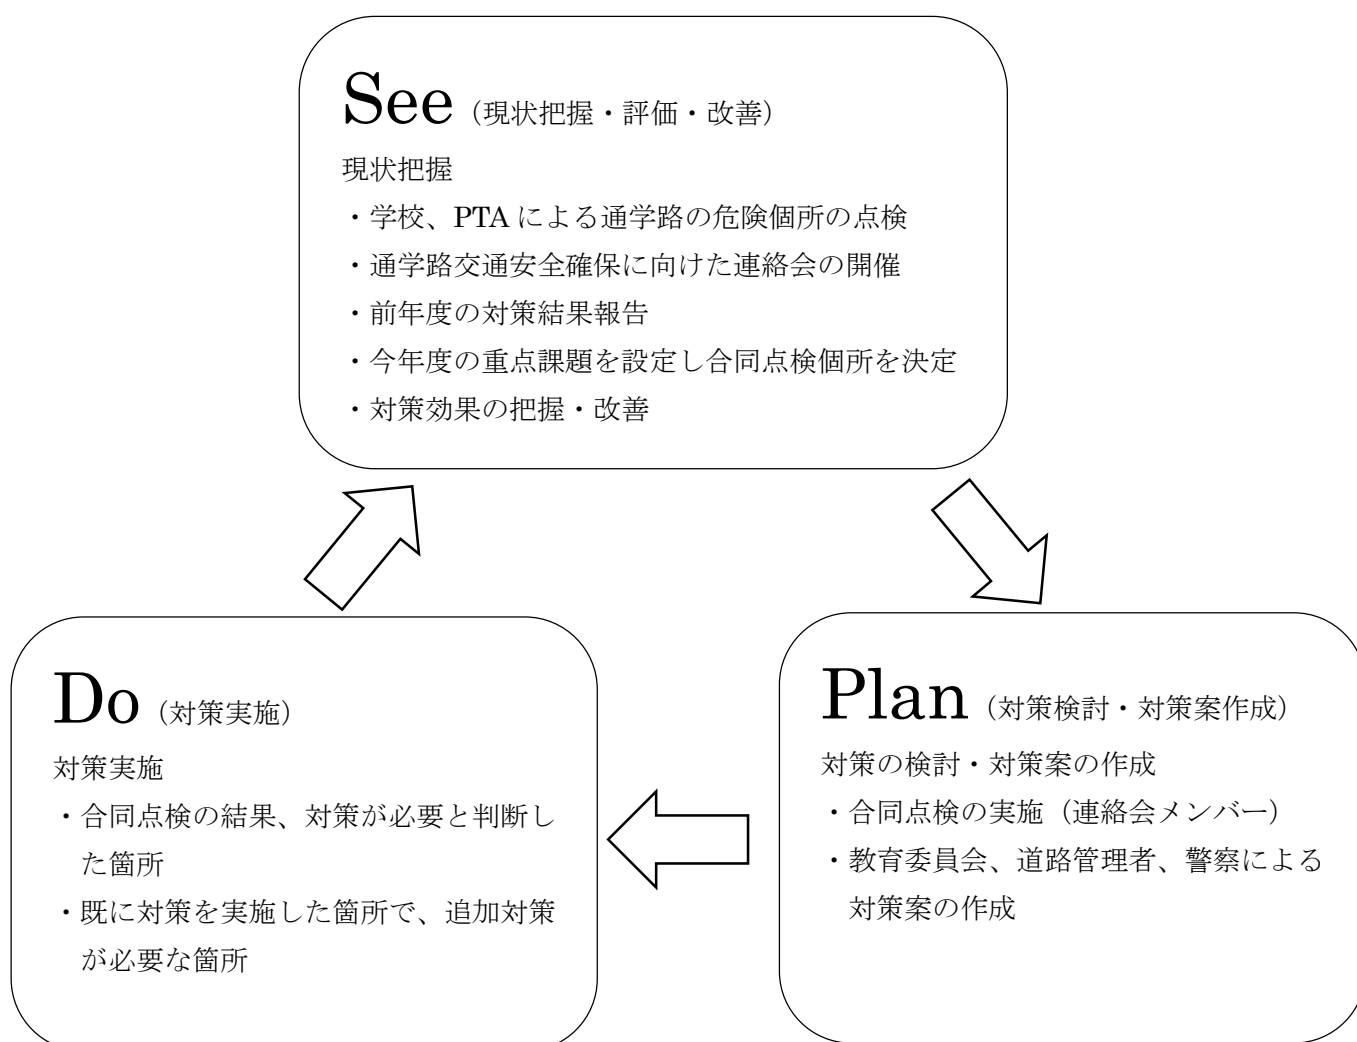 See（現状把握・評価・改善）
現状把握
・学校、PTA による通学路の危険個所の点検
・通学路交通安全確保に向けた連絡会の開催
・前年度の対策結果報告
・今年度の重点課題を設定し合同点検個所を決定
・対策効果の把握・改善
Do（対策実施）
対策実施
・合同点検の結果、対策が必要と判断し
た箇所
・既に対策を実施した箇所で、追加対策
が必要な箇所
Plan（対策検討・対策案作成）
対策の検討・対策案の作成
・合同点検の実施（連絡会メンバー）
・教育委員会、道路管理者、警察による
対策案の作成